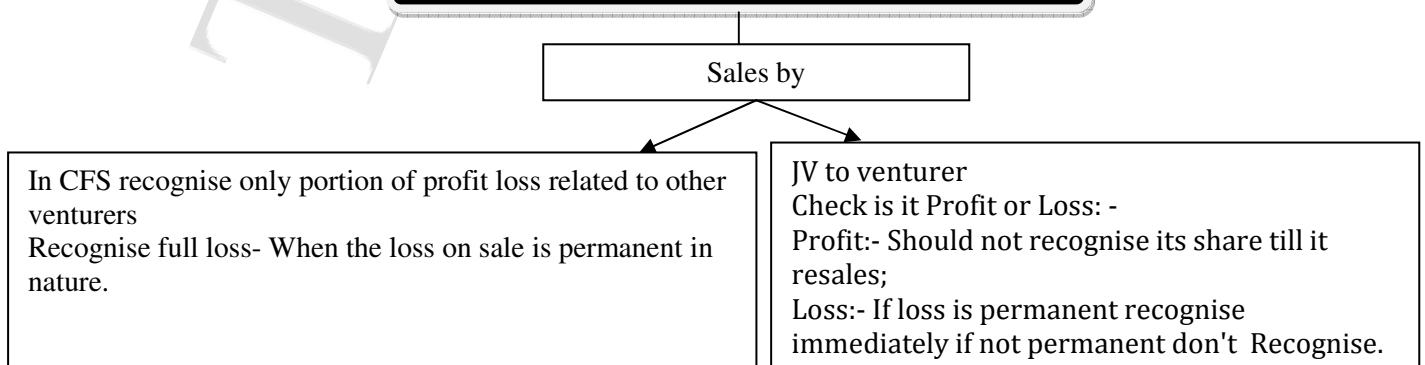 Sales by
In CFS recognise only portion of profit loss related to other
venturers
Recognise full loss- When the loss on sale is permanent in
nature.
JV to venturer
Check is it Profit or Loss: -
Profit:- Should not recognise its share till it
resales;
Loss:- If loss is permanent recognise
immediately if not permanent don't  Recognise.